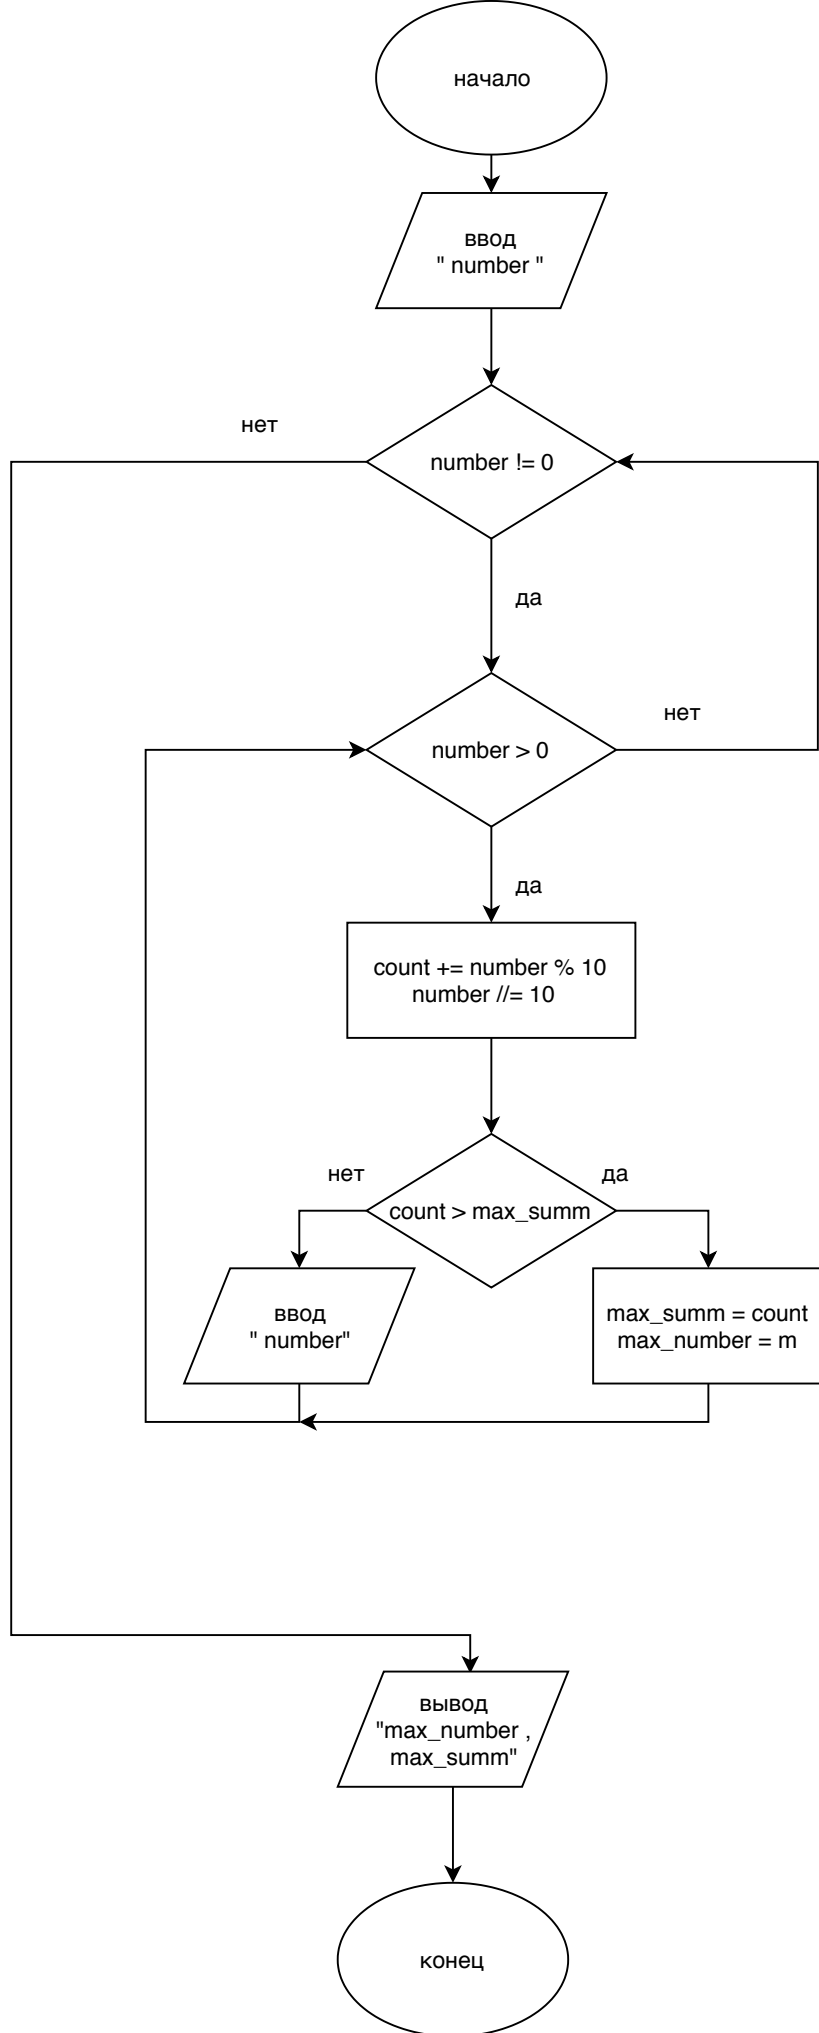 начало
ввод
" number "
нет
number != 0
да
нет
number > 0
да
count += number % 10
number //= 10
нет
да
count > max_summ
ввод
" number"
max_summ = count
max_number = m
вывод
"max_number ,
max_summ"
конец